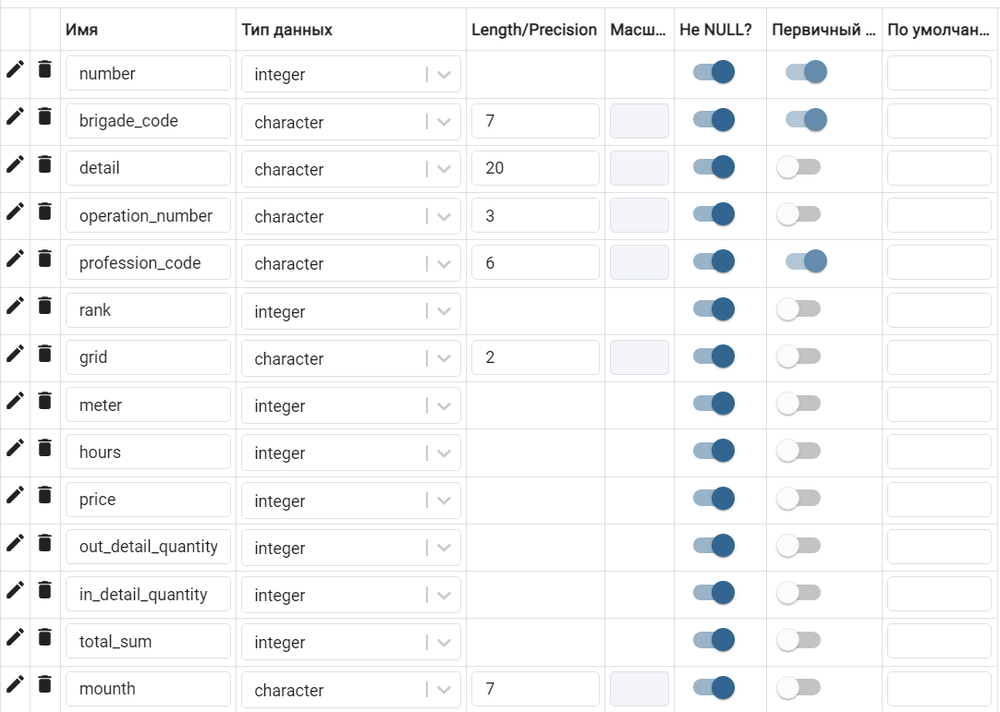 Имя Тип данных Length/Precision Масш... Не NULL? Первичный ... По умолчан...
number integer
brigade_code character 7
detail character 20
operation_number character 3
profession_code character 6
rank integer
grid character 2
meter integer
hours integer
price integer
out_detail_quantity integer
in_detail_quantity integer
total_sum integer
mounth character 7